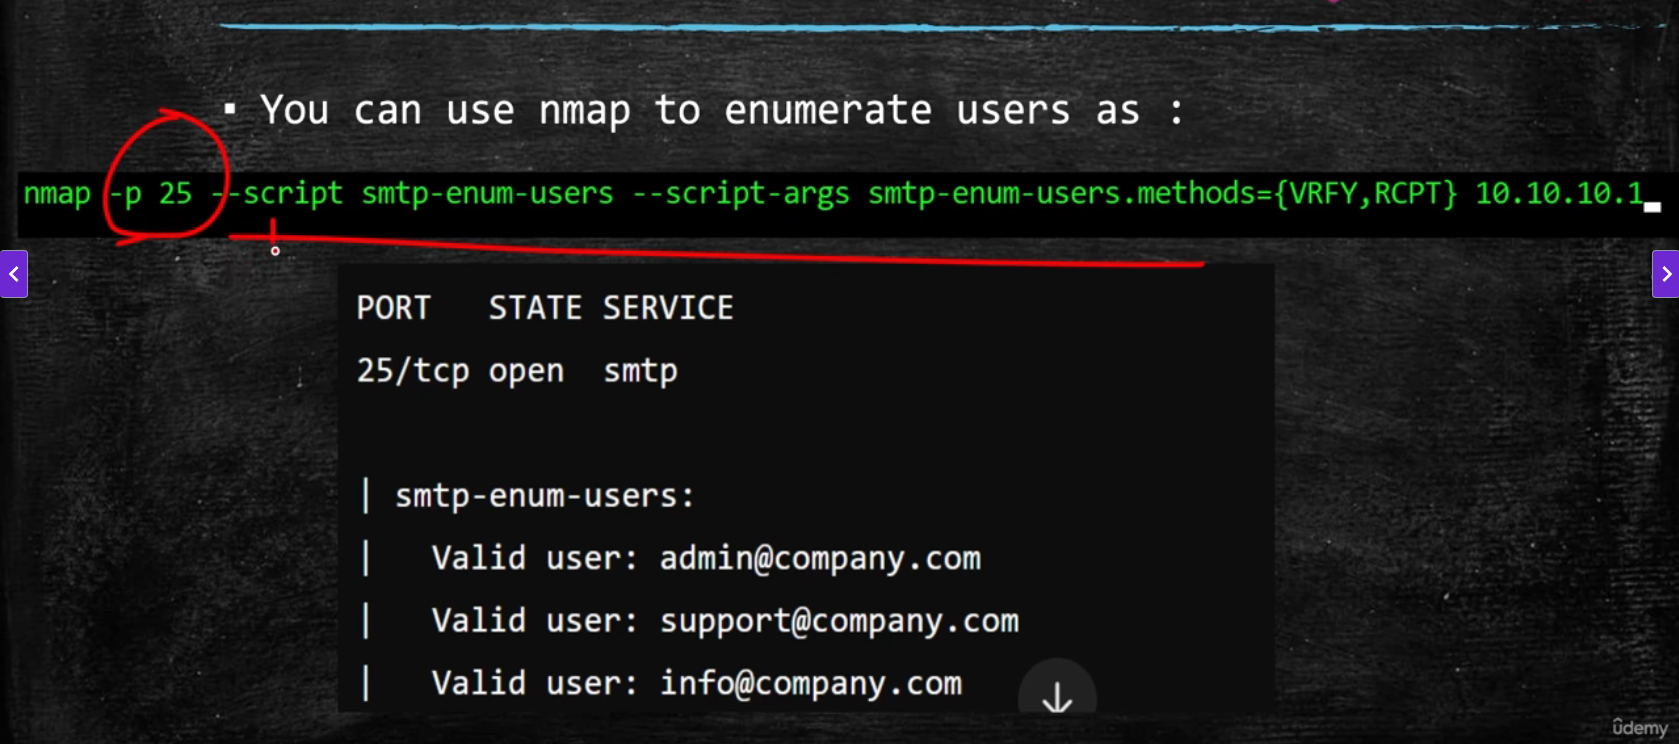 ▪ You can use nmap to enumerate users as :
nmap -p 25 --script smtp-enum-users --script-args smtp-enum-users.methods={VRFY,RCPT} 10.10.10.1
PORT   STATE SERVICE
25/tcp open  smtp
| smtp-enum-users:
|   Valid user: admin@company.com
|   Valid user: support@company.com
|   Valid user: info@company.com
ûdemy